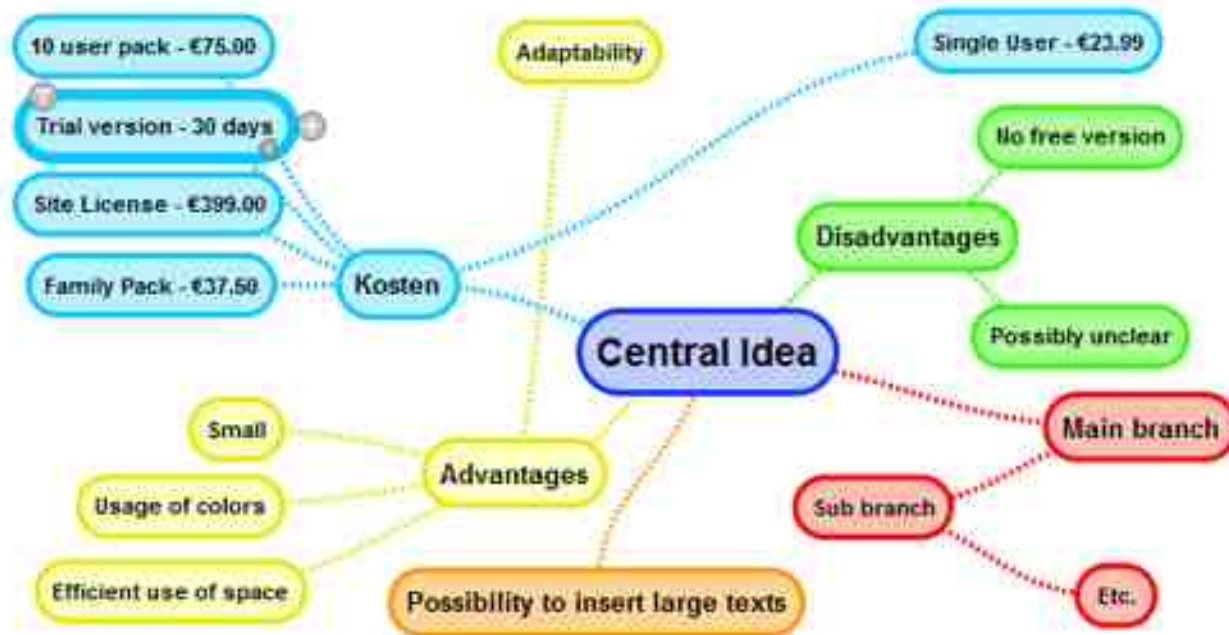 10 user pack - €75.00
Adaptability
Single User - €23.99
Trial version - 30 days
No free version
Site License - €399.00
Disadvantages
Family Pack - €37.50
Kosten
Possibly unclear
Central Idea
Small
Main branch
Advantages
Usage of colors
Sub branch
Efficient use of space
Possibility to insert large texts
Etc.